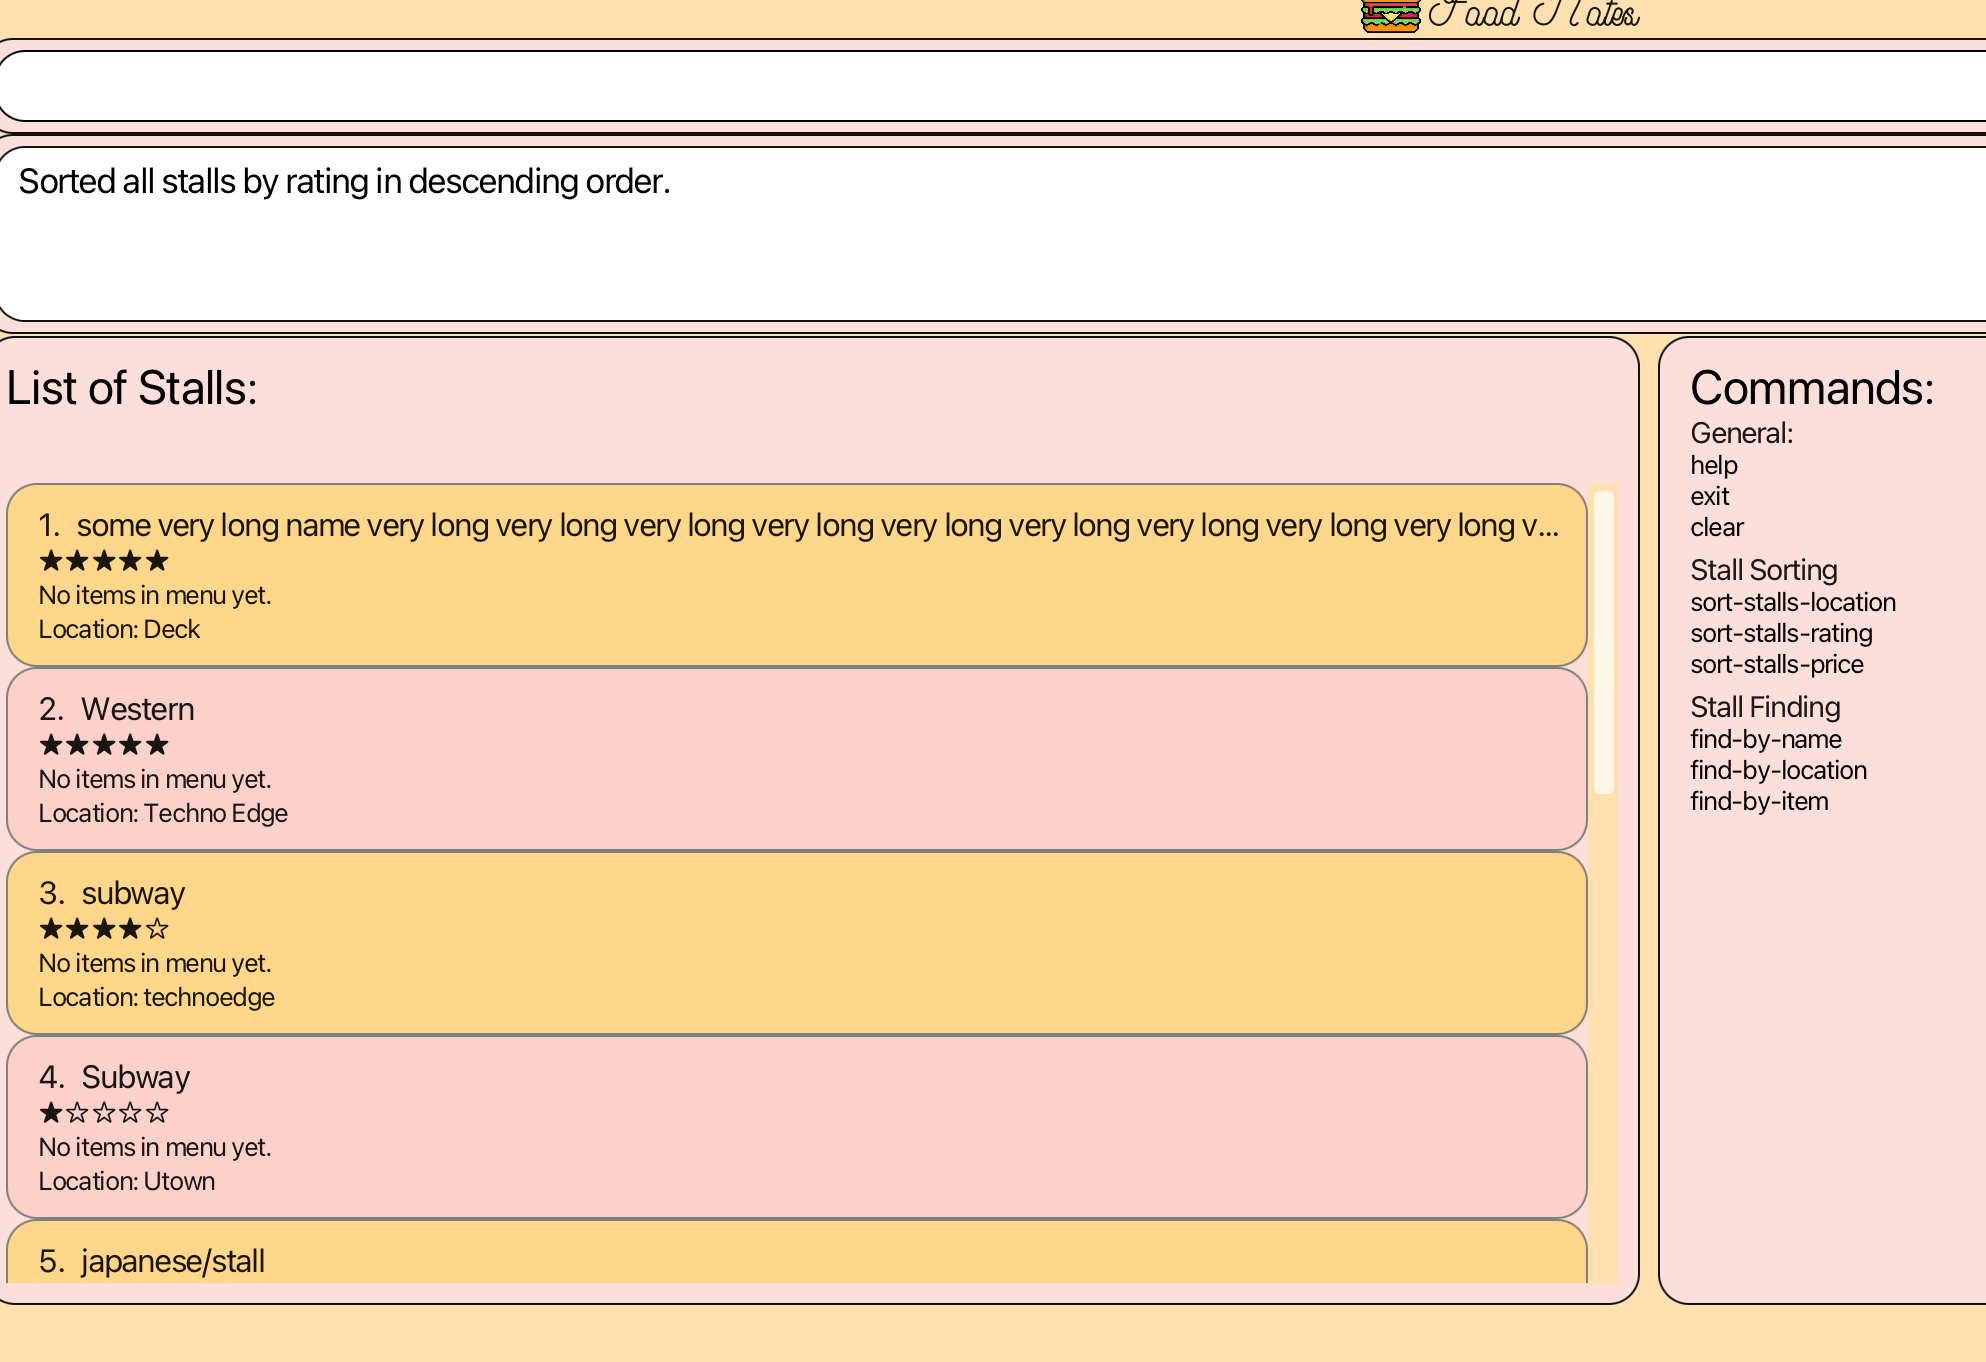 Food Notes
Sorted all stalls by rating in descending order.
List of Stalls:
1. some very long name very long very long very long very long very long very long very long very long very long v...
★★★★★
No items in menu yet.
Location: Deck
2. Western
★★★★★
No items in menu yet.
Location: Techno Edge
3. subway
★★★★☆
No items in menu yet.
Location: technoedge
4. Subway
★☆☆☆☆
No items in menu yet.
Location: Utown
5. japanese/stall
Commands:
General:
help
exit
clear
Stall Sorting
sort-stalls-location
sort-stalls-rating
sort-stalls-price
Stall Finding
find-by-name
find-by-location
find-by-item